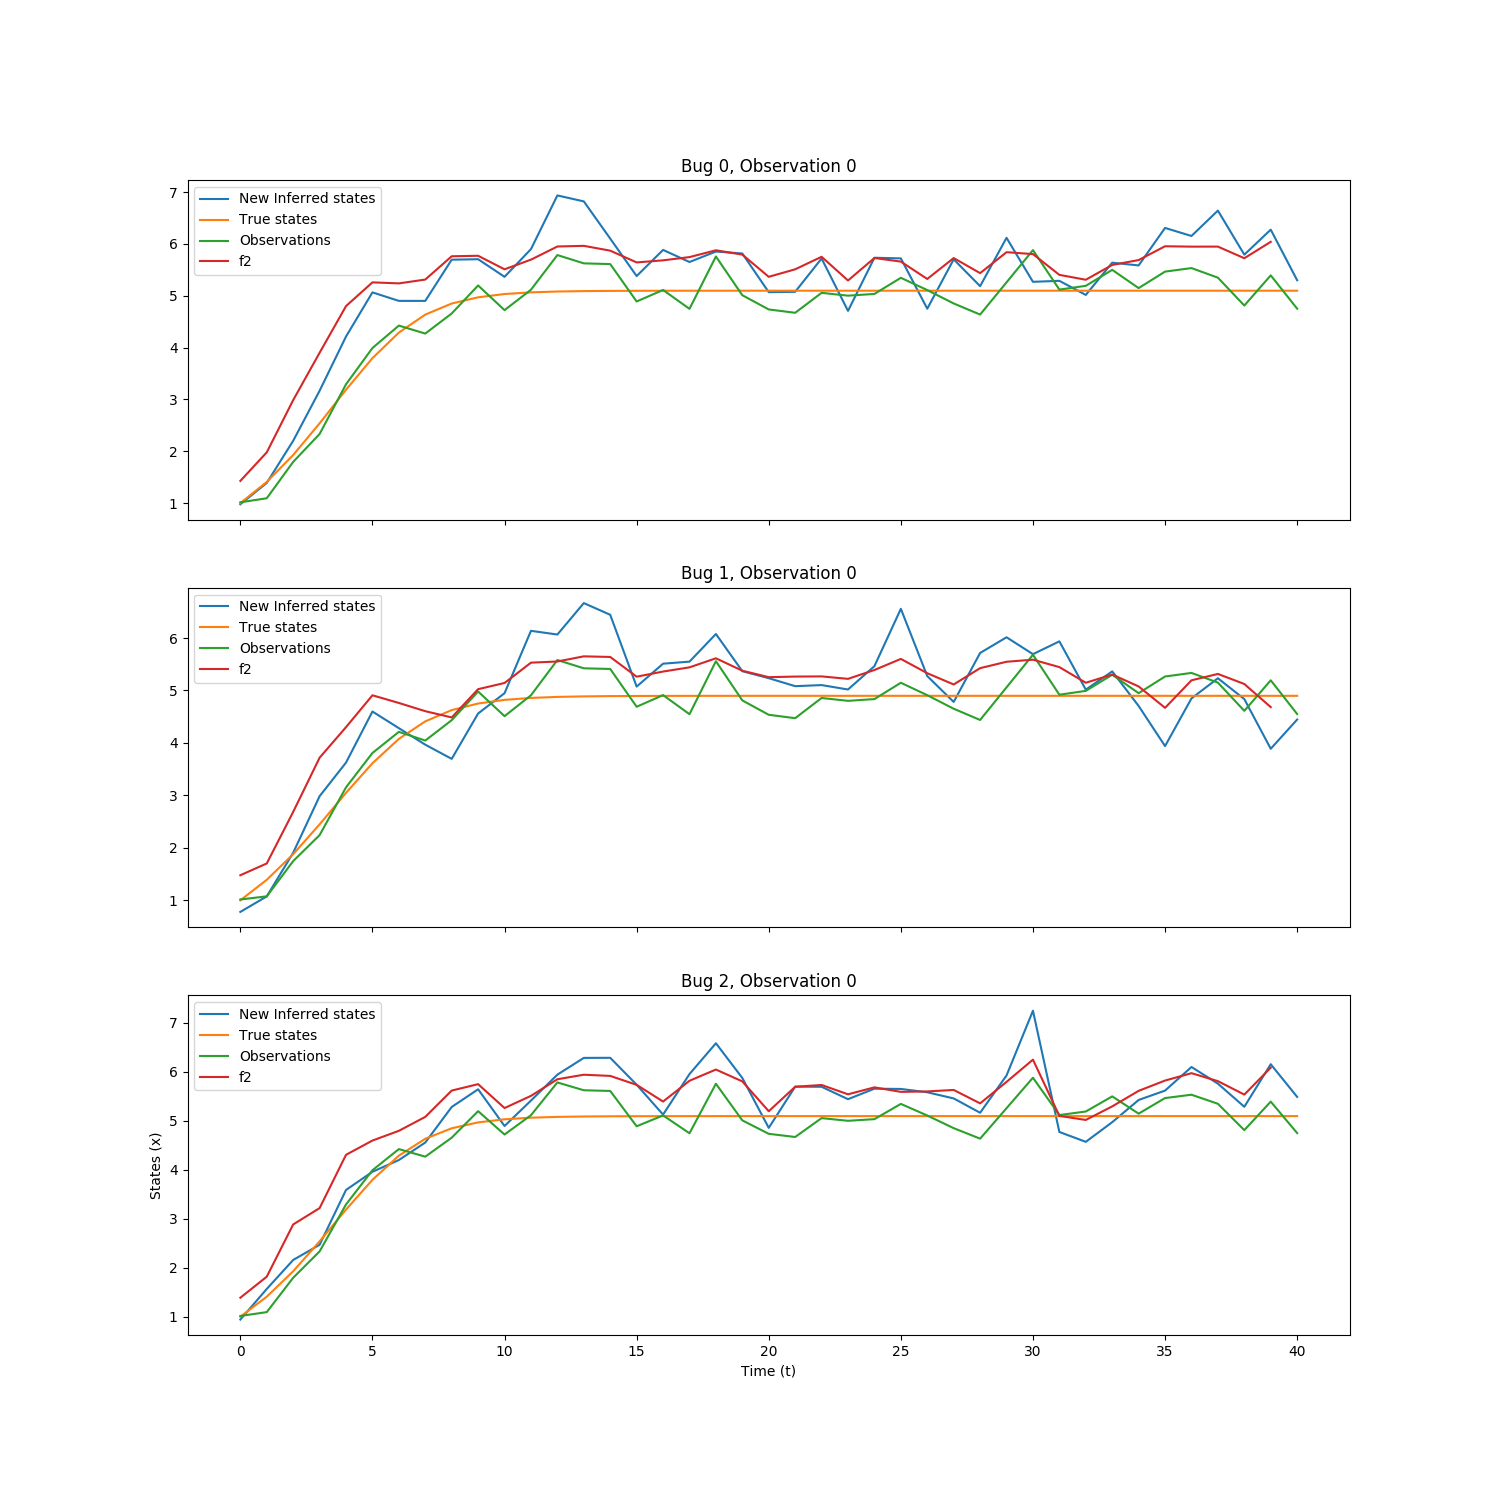 Bug 0, Observation 0
New Inferred states
True states
Observations
f2
7
6
5
4
3
2
1
Bug 1, Observation 0
New Inferred states
True states
Observations
f2
6
5
4
3
2
1
Bug 2, Observation 0
New Inferred states
True states
Observations
f2
7
6
5
4
3
2
1
States (x)
0 5 10 15 20 25 30 35 40
Time (t)